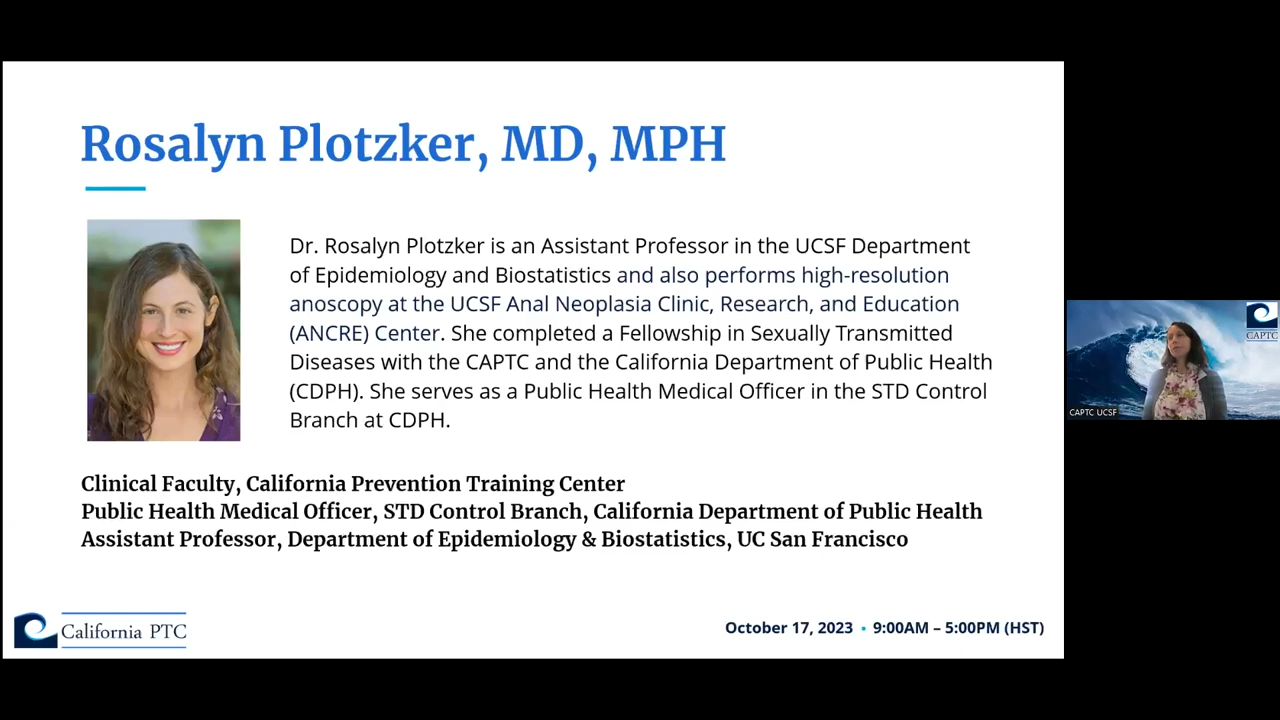 Rosalyn Plotzker, MD, MPH
Dr. Rosalyn Plotzker is an Assistant Professor in the UCSF Department
of Epidemiology and Biostatistics and also performs high-resolution
anoscopy at the UCSF Anal Neoplasia Clinic, Research, and Education
(ANCRE) Center. She completed a Fellowship in Sexually Transmitted
Diseases with the CAPTC and the California Department of Public Health
(CDPH). She serves as a Public Health Medical Officer in the STD Control
Branch at CDPH.
Clinical Faculty, California Prevention Training Center
Public Health Medical Officer, STD Control Branch, California Department of Public Health
Assistant Professor, Department of Epidemiology & Biostatistics, UC San Francisco
California PTC
October 17, 2023 • 9:00AM – 5:00PM (HST)
CAPTC
CAPTC UCSF